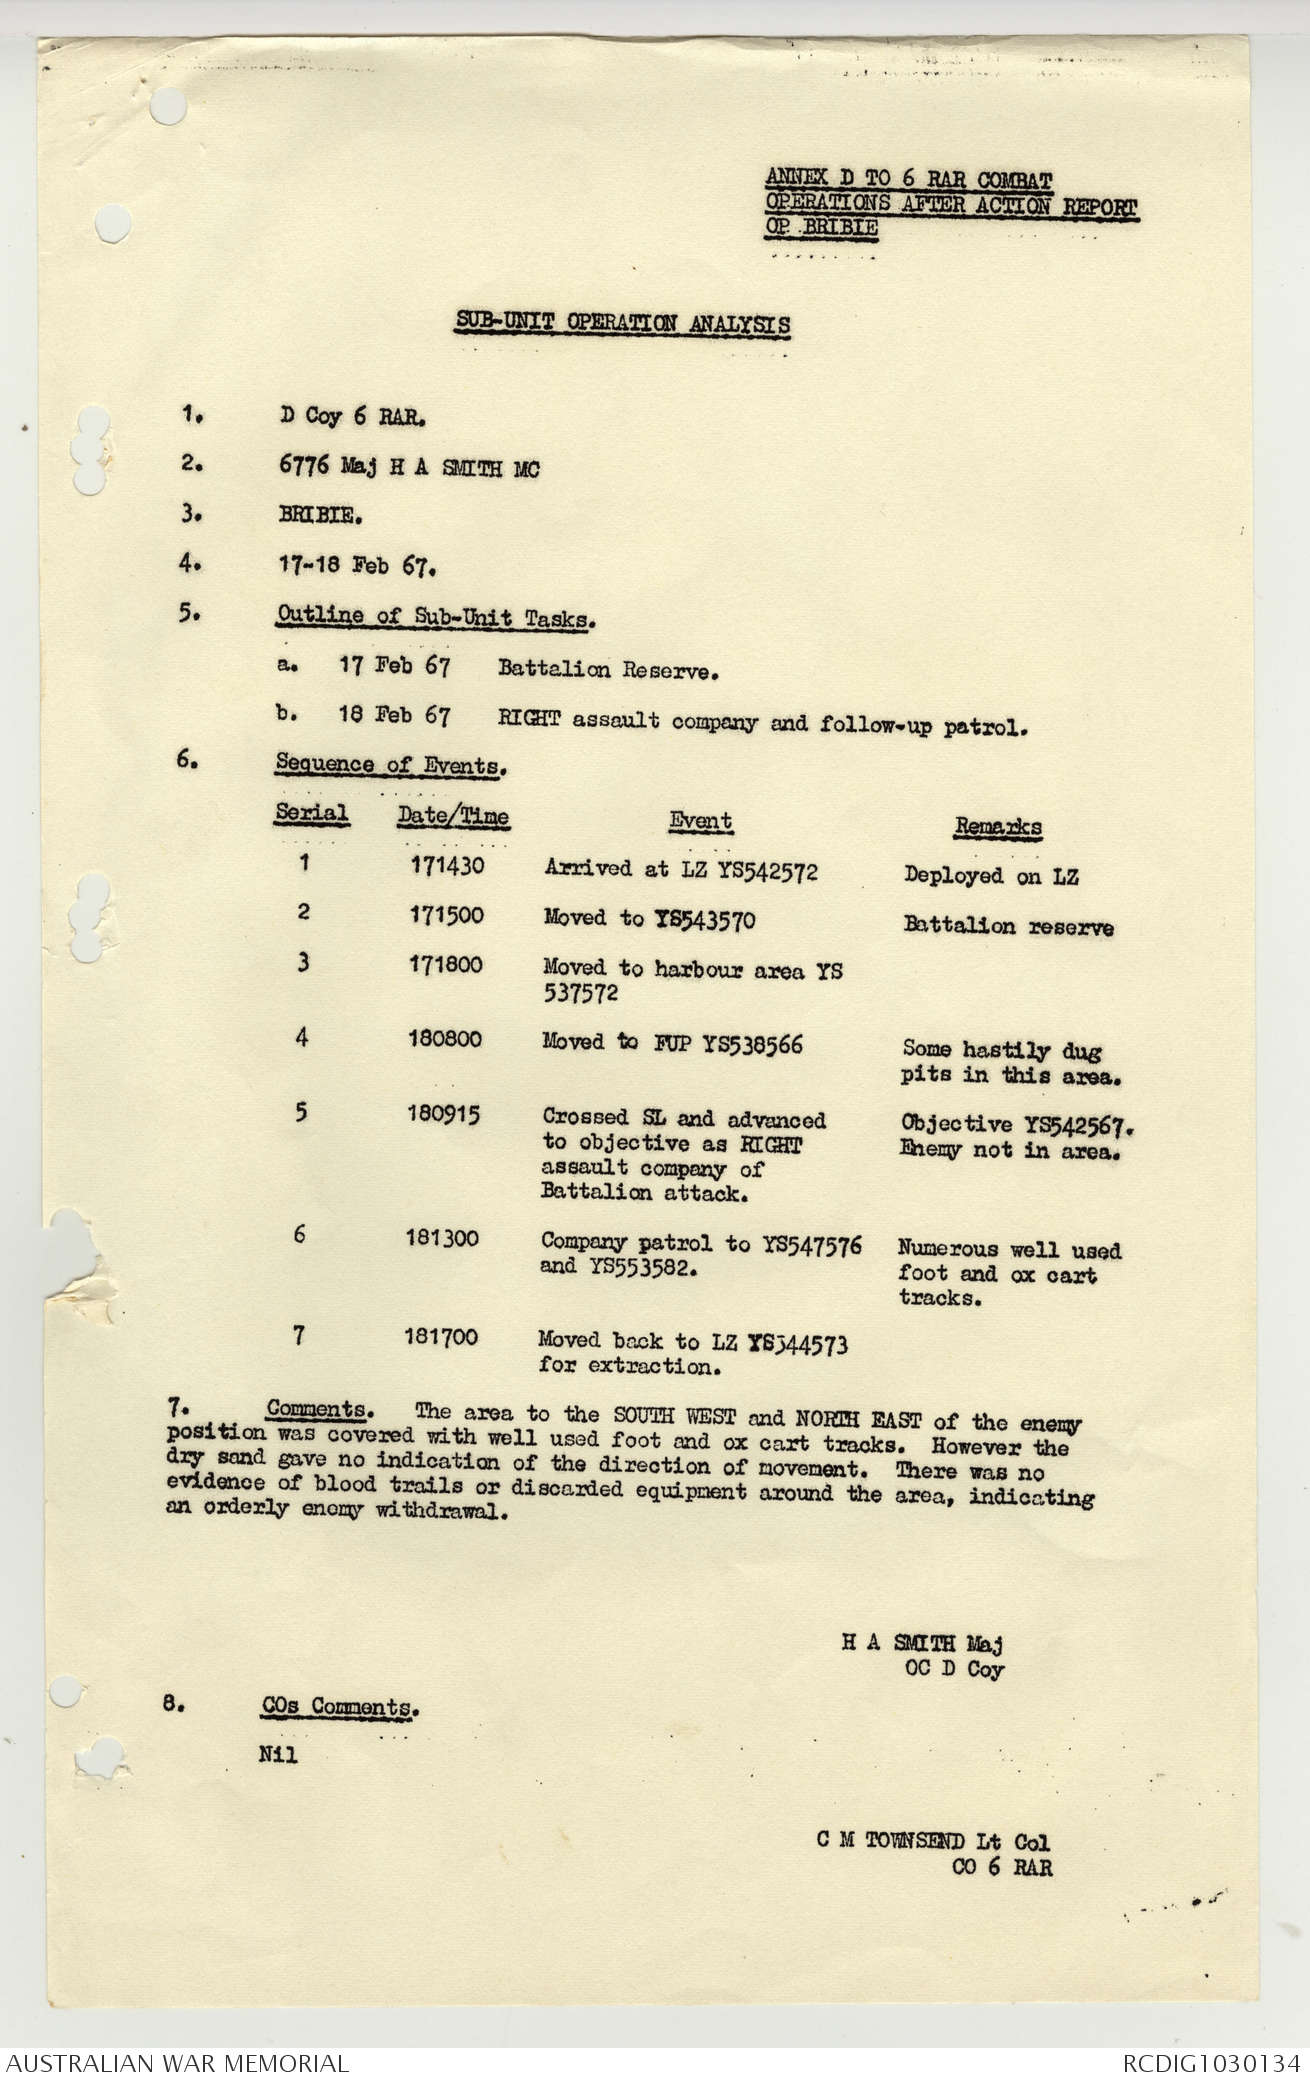 ANNEX D TO 6 RAR COMBAT
OPERATIONS AFTER ACTION REPORT
OP BRIBIE
SUB-UNIT OPERATION ANALYSIS
1. D Coy 6 RAR.
2. 6776 Maj H A SMITH MC
3. BRIBIE.
4. 17-18 Feb 67.
5. Outline of Sub-Unit Tasks.
a. 17 Feb 67 Battalion Reserve.
b. 18 Feb 67 RIGHT assault company and follow-up patrol.
6. Sequence of Events.
Serial Date/Time Event Remarks
1 171430 Arrived at LZ YS542572 Deployed on LZ
2 171500 Moved to YS543570 Battalion reserve
3 171800 Moved to harbour area YS
537572
4 180800 Moved to FUP YS538566 Some hastily dug
pits in this area.
5 180915 Crossed SL and advanced Objective YS542567.
to objective as RIGHT Enemy not in area.
assault company of
Battalion attack.
6 181300 Company patrol to YS547576 Numerous well used
and YS553582. foot and ox cart
tracks.
7 181700 Moved back to LZ YS544573
for extraction.
7. Comments. The area to the SOUTH WEST and NORTH EAST of the enemy
position was covered with well used foot and ox cart tracks. However the
dry sand gave no indication of the direction of movement. There was no
evidence of blood trails or discarded equipment around the area, indicating
an orderly enemy withdrawal.
H A SMITH Maj
OC D Coy
8. COs Comments.
Nil
C M TOWNSEND Lt Col
CO 6 RAR
AUSTRALIAN WAR MEMORIAL RCDIG1030134